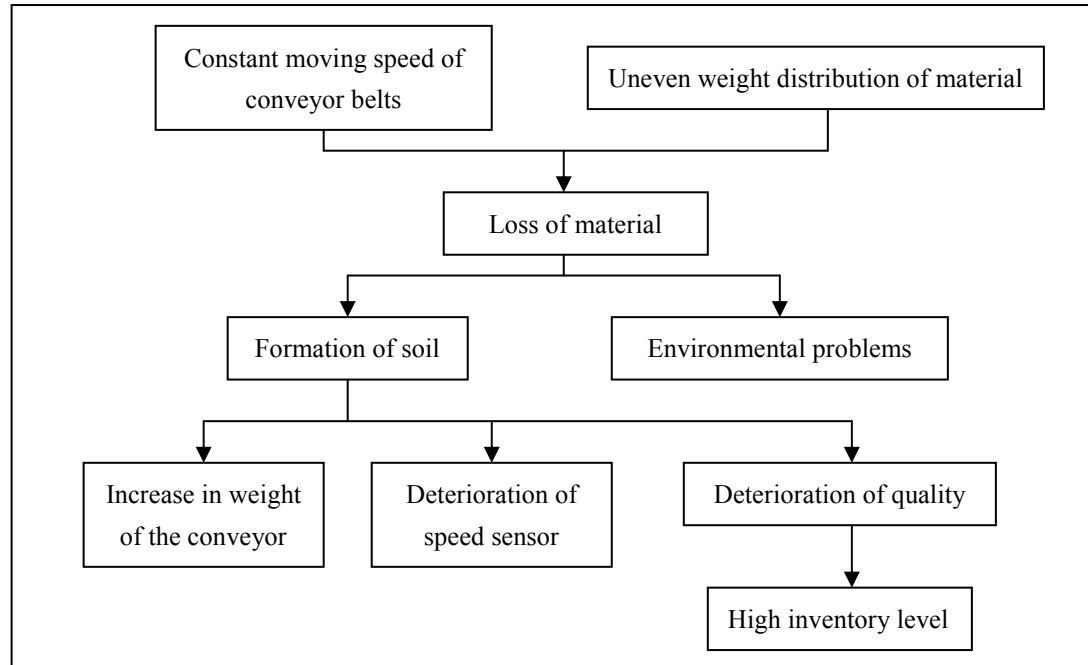 Constant moving speed of
conveyor belts
Uneven weight distribution of material
Loss of material
Formation of soil
Environmental problems
Increase in weight
of the conveyor
Deterioration of
speed sensor
Deterioration of quality
High inventory level